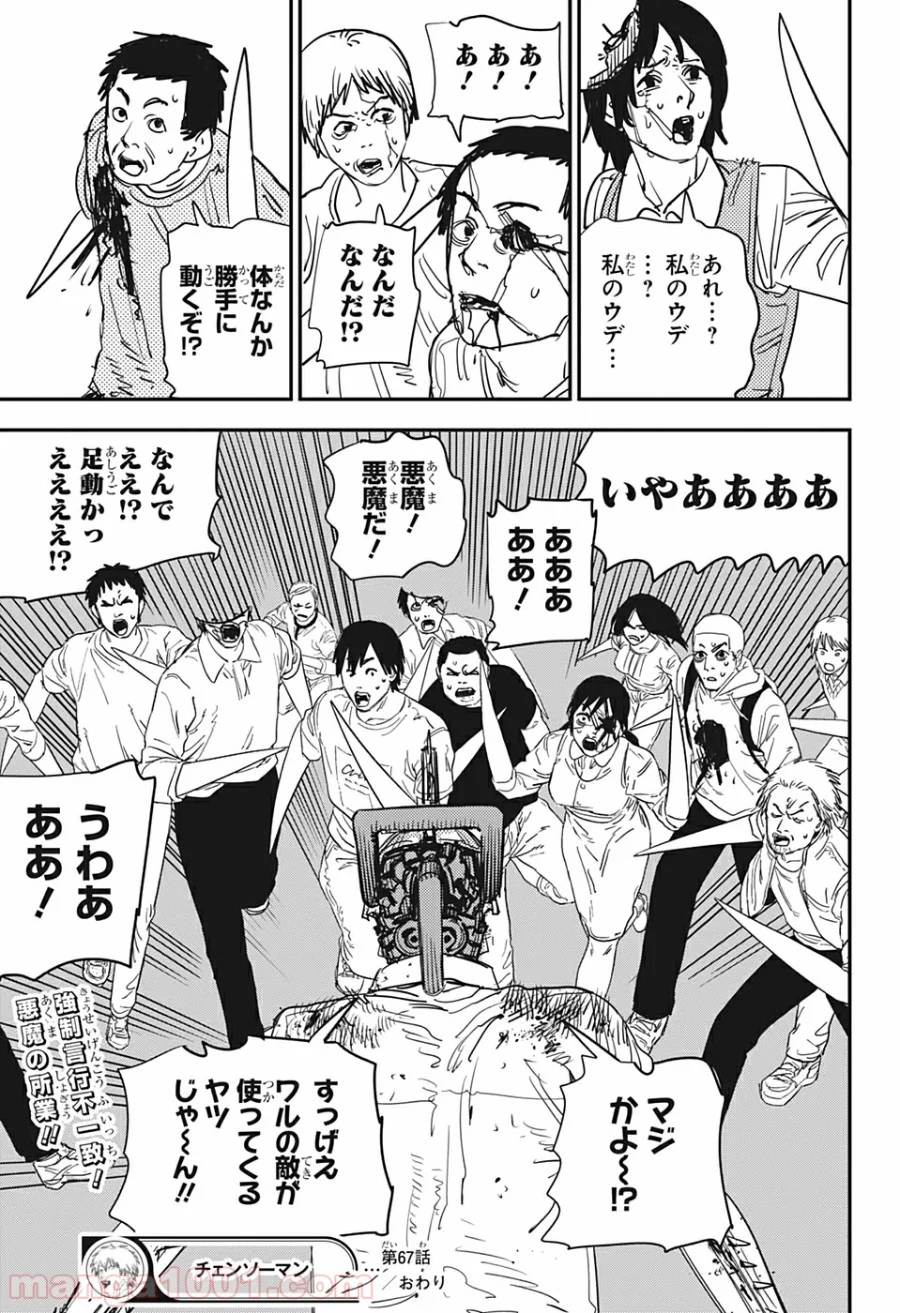 あれ…?
私のウデ
…?
私のウデ
…
あ!あ!
あ!
なんだ
なんだ!?
体なんか
勝手に
動くぞ!?
いやああああ
あああ
ああ!
悪魔!
悪魔だ!
なんで
ええ!?
足動かっ
ええええ!?
うわあ
ああ!
マジ
かよ〜!?
すっげえ
ワルの敵が
使ってくる
ヤツ
じゃ〜ん!!
強制言行不一致!
悪魔の所業!!
チェンソーマン
第67話
おわり
manga1001.com